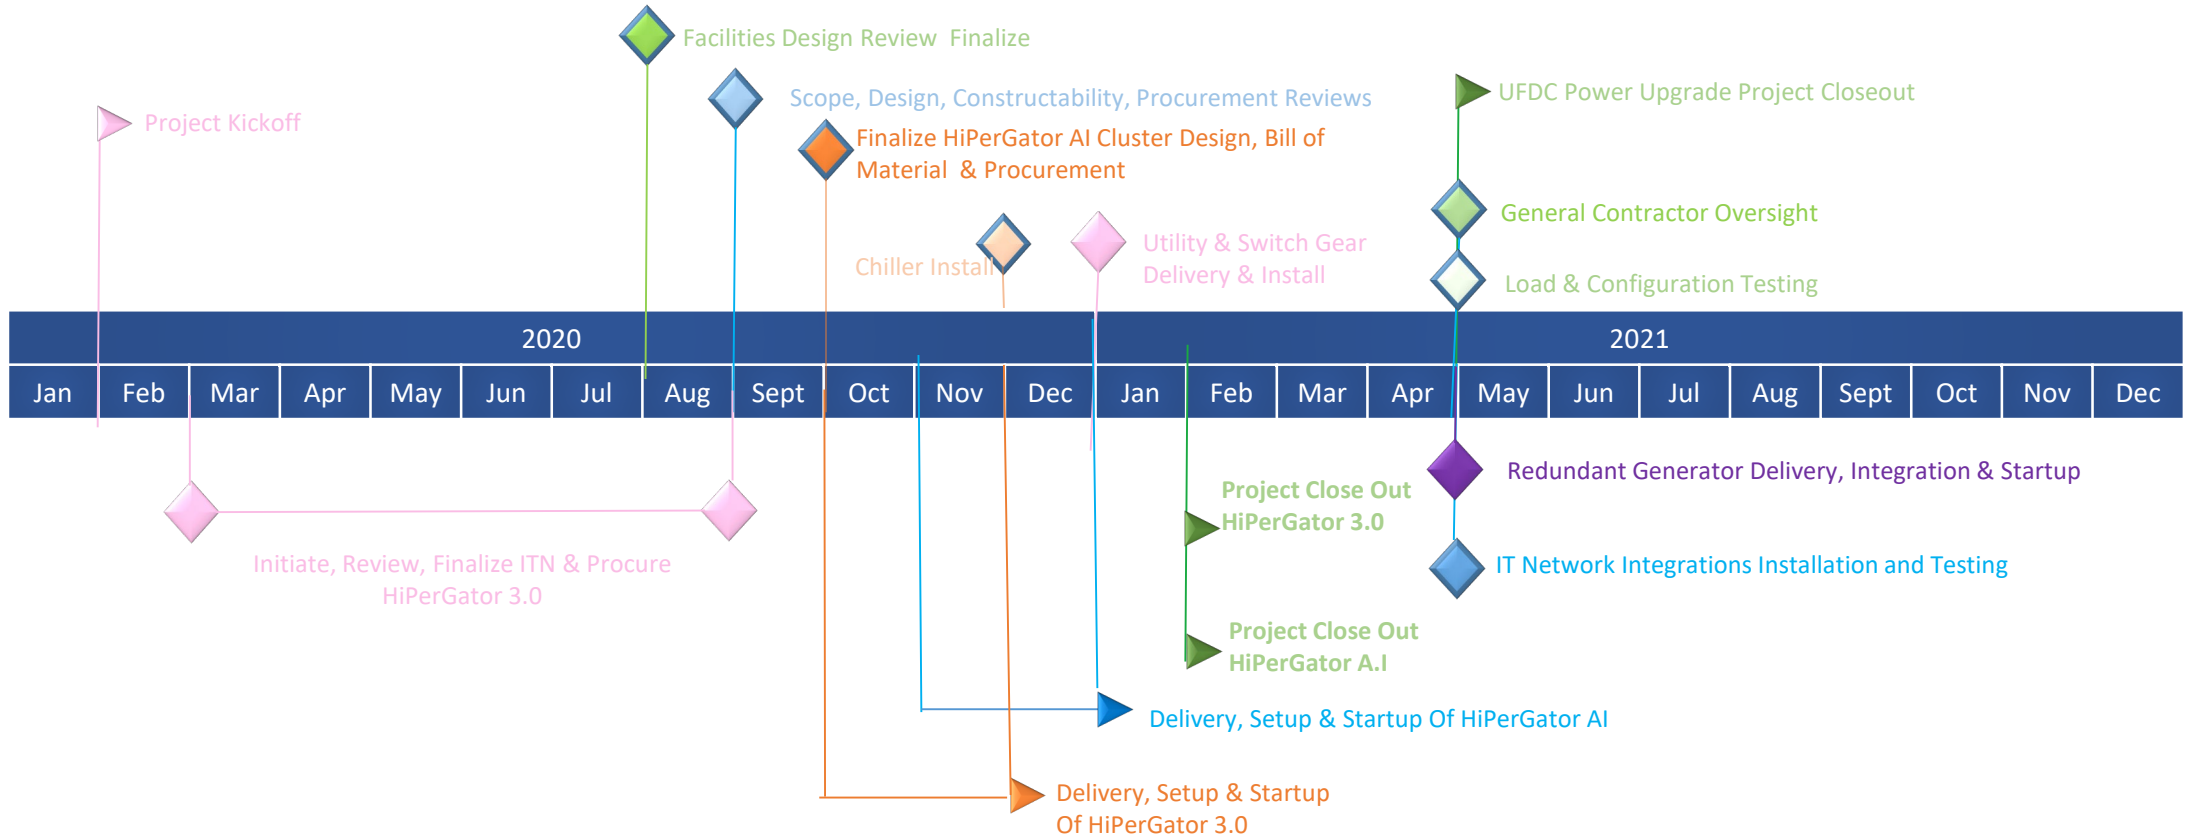 Facilities Design Review  Finalize
Scope, Design, Constructability, Procurement Reviews
UFDC Power Upgrade Project Closeout
Project Kickoff
Finalize HiPerGator AI Cluster Design, Bill of
Material  & Procurement
General Contractor Oversight
Utility & Switch Gear
Delivery & Install
Chiller Install
Load & Configuration Testing
2020 2021
Jan Feb Mar Apr May Jun Jul Aug Sept Oct Nov Dec Jan Feb Mar Apr May Jun Jul Aug Sept Oct Nov Dec
Redundant Generator Delivery, Integration & Startup
Project Close Out
HiPerGator 3.0
Initiate, Review, Finalize ITN & Procure
HiPerGator 3.0
IT Network Integrations Installation and Testing
Project Close Out
HiPerGator A.I
Delivery, Setup & Startup Of HiPerGator AI
Delivery, Setup & Startup
Of HiPerGator 3.0